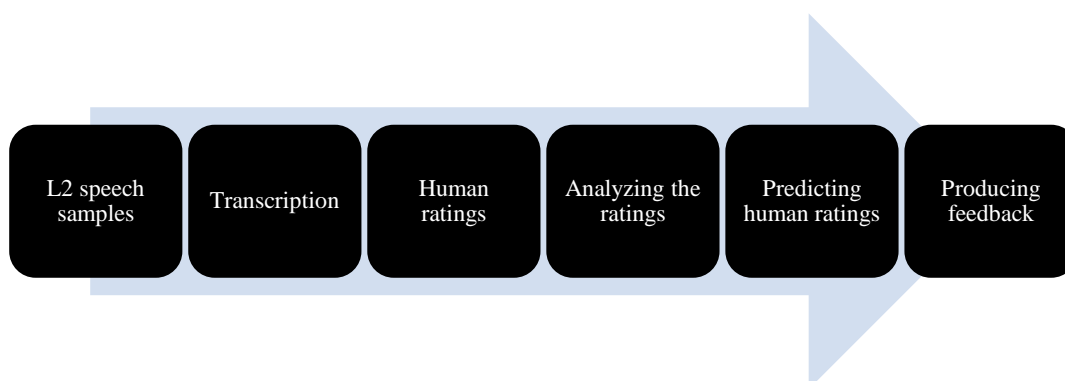 L2 speech
samples
Transcription
Human
ratings
Analyzing the
ratings
Predicting
human ratings
Producing
feedback